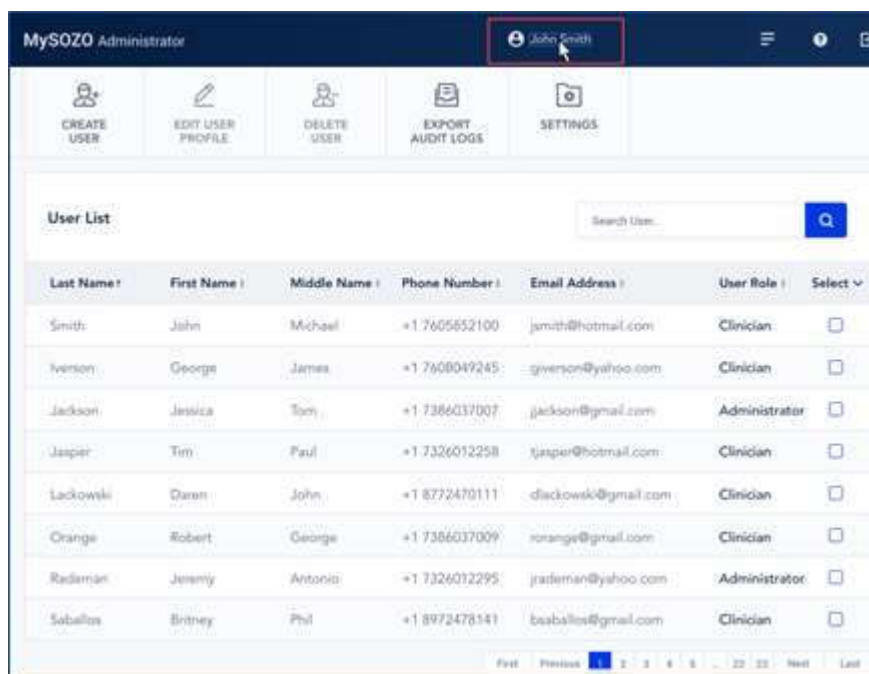 MySOZO Administrator John Smith
CREATE USER
EDIT USER PROFILE
DELETE USER
EXPORT AUDIT LOGS
SETTINGS
User List Search User...
Last Name First Name Middle Name Phone Number Email Address User Role Select
Smith John Michael +1 7605652100 jsmith@hotmail.com Clinician
Iverson George James +1 7608049245 giverson@yahoo.com Clinician
Jackson Jessica Tom +1 7386037007 jjackson@gmail.com Administrator
Jasper Tim Paul +1 7326012258 tjasper@hotmail.com Clinician
Lackowski Daren John +1 8772470111 dlackowski@gmail.com Clinician
Orange Robert George +1 7386037009 rorange@gmail.com Clinician
Rademan Jeremy Antonio +1 7326012295 jrademan@yahoo.com Administrator
Saballos Britney Phil +1 8972478141 bsaballos@gmail.com Clinician
First Previous 1 2 3 4 5 ... 22 23 Next Last